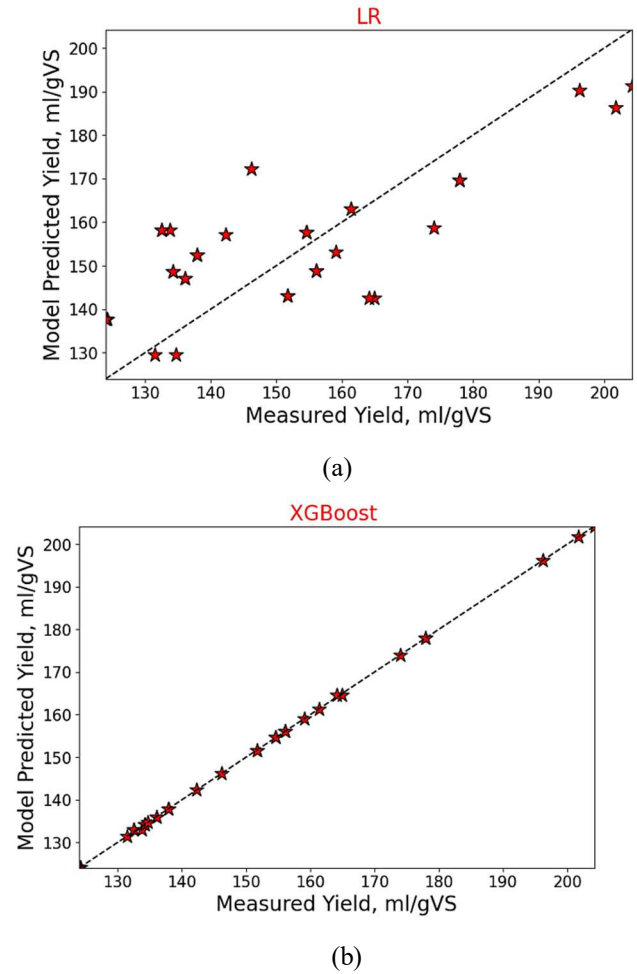 LR
Model Predicted Yield, ml/gVS
200
190
180
170
160
150
140
130
130 140 150 160 170 180 190 200
Measured Yield, ml/gVS
(a)
XGBoost
Model Predicted Yield, ml/gVS
200
190
180
170
160
150
140
130
130 140 150 160 170 180 190 200
Measured Yield, ml/gVS
(b)